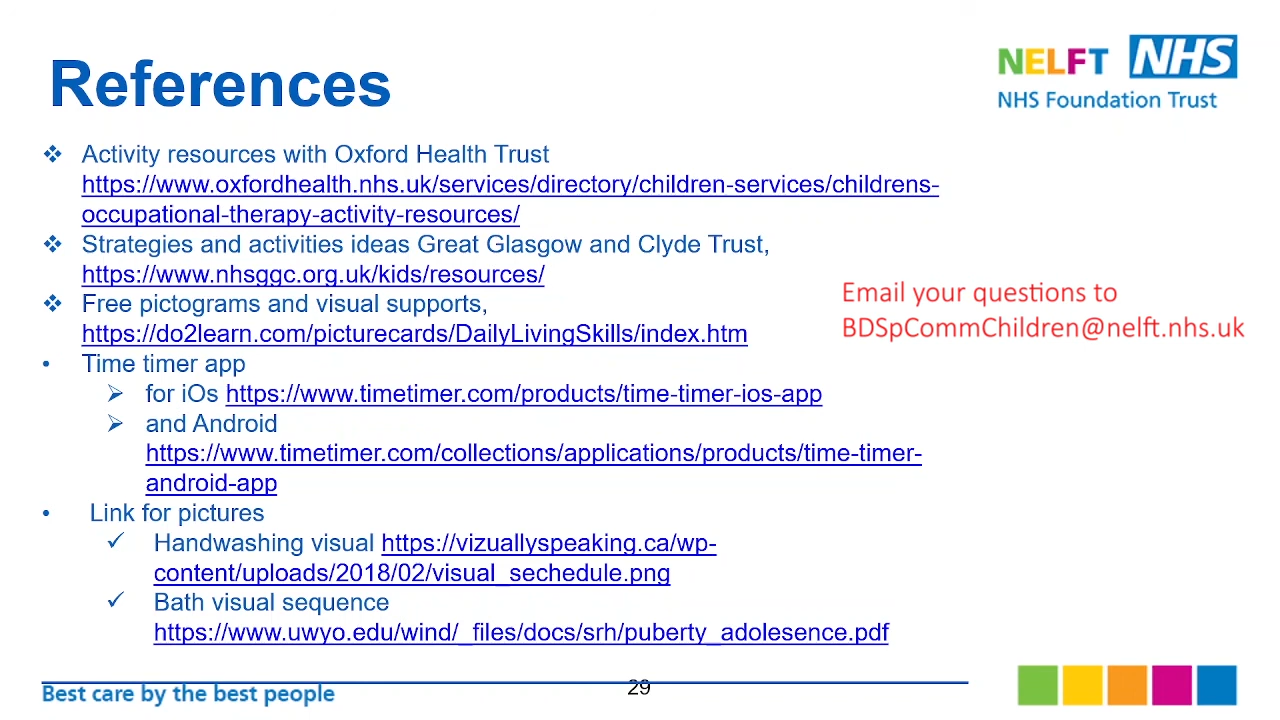 References
NELFT NHS
NHS Foundation Trust
❖ Activity resources with Oxford Health Trust
https://www.oxfordhealth.nhs.uk/services/directory/children-services/childrens-
occupational-therapy-activity-resources/
❖ Strategies and activities ideas Great Glasgow and Clyde Trust,
https://www.nhsggc.org.uk/kids/resources/
❖ Free pictograms and visual supports,
https://do2learn.com/picturecards/DailyLivingSkills/index.htm
• Time timer app
➢ for iOs https://www.timetimer.com/products/time-timer-ios-app
➢ and Android
https://www.timetimer.com/collections/applications/products/time-timer-
android-app
• Link for pictures
✓ Handwashing visual https://vizuallyspeaking.ca/wp-
content/uploads/2018/02/visual_sechedule.png
✓ Bath visual sequence
https://www.uwyo.edu/wind/_files/docs/srh/puberty_adolesence.pdf
Email your questions to
BDSpCommChildren@nelft.nhs.uk
Best care by the best people
29